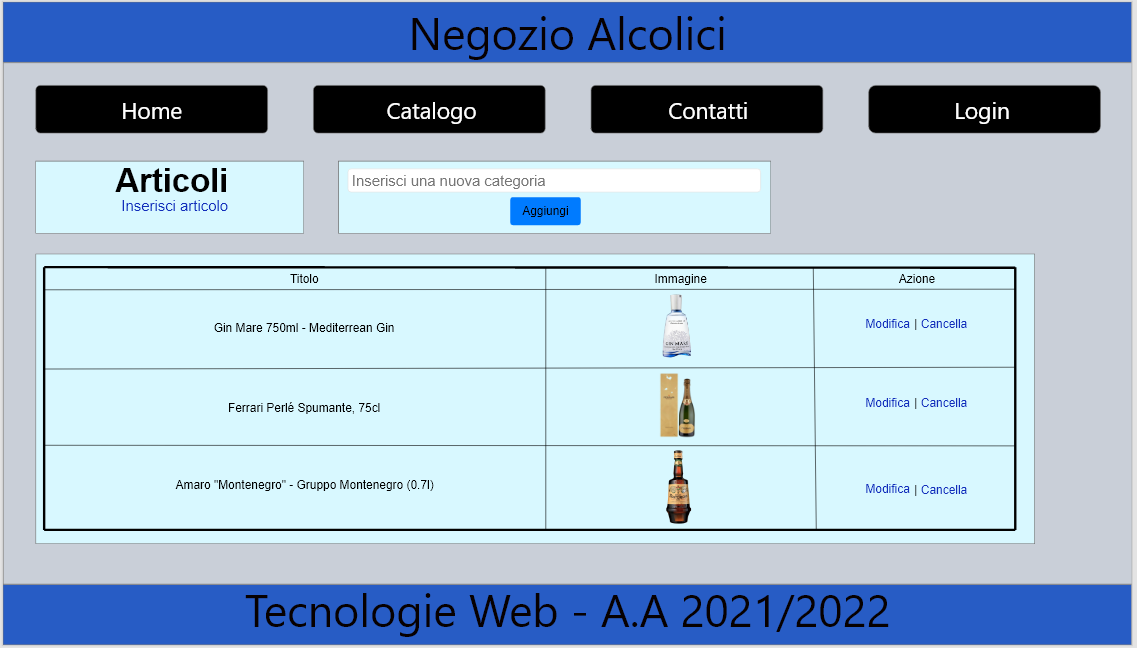 Negozio Alcolici
Home
Catalogo
Contatti
Login
Articoli
Inserisci articolo
Inserisci una nuova categoria
Aggiungi
Titolo Immagine Azione
Gin Mare 750ml - Mediterrean Gin
GIN MARE
Modifica | Cancella
Ferrari Perlé Spumante, 75cl
Modifica | Cancella
Amaro "Montenegro" - Gruppo Montenegro (0.7l)
Modifica | Cancella
Tecnologie Web - A.A 2021/2022